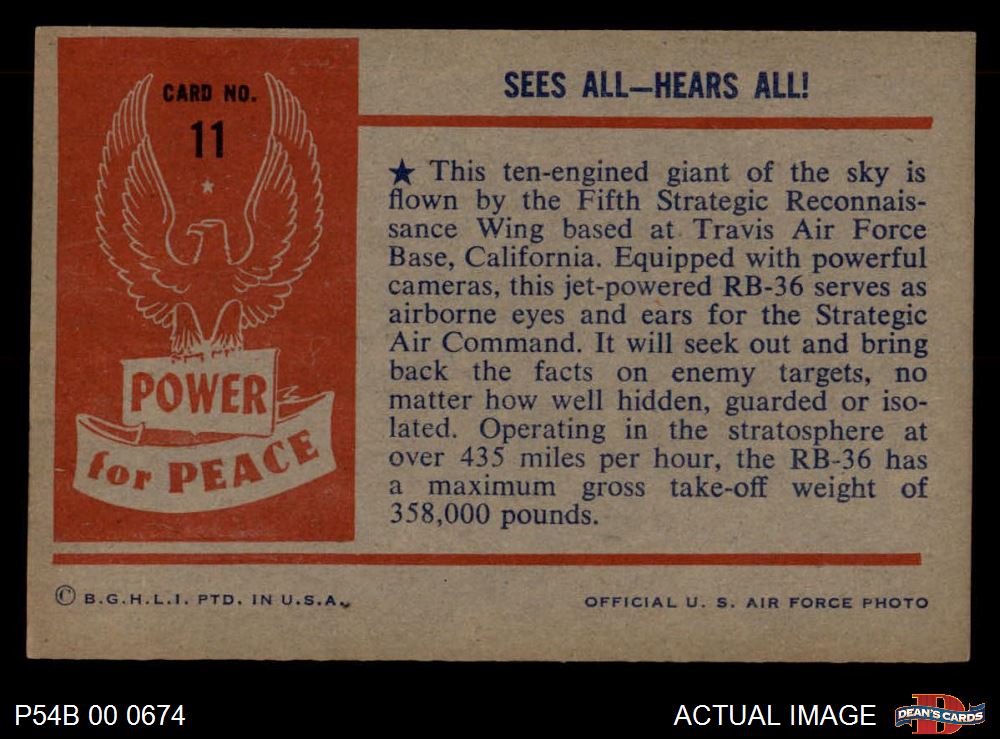 CARD NO.
11
POWER
for PEACE
SEES ALL—HEARS ALL!
★ This ten-engined giant of the sky is
flown by the Fifth Strategic Reconnais-
sance Wing based at Travis Air Force
Base, California. Equipped with powerful
cameras, this jet-powered RB-36 serves as
airborne eyes and ears for the Strategic
Air Command. It will seek out and bring
back the facts on enemy targets, no
matter how well hidden, guarded or iso-
lated. Operating in the stratosphere at
over 435 miles per hour, the RB-36 has
a maximum gross take-off weight of
358,000 pounds.
© B.G.H.L.I. PTD. IN U.S.A.
OFFICIAL U. S. AIR FORCE PHOTO
P54B 00 0674
ACTUAL IMAGE
D
DEAN'S CARDS